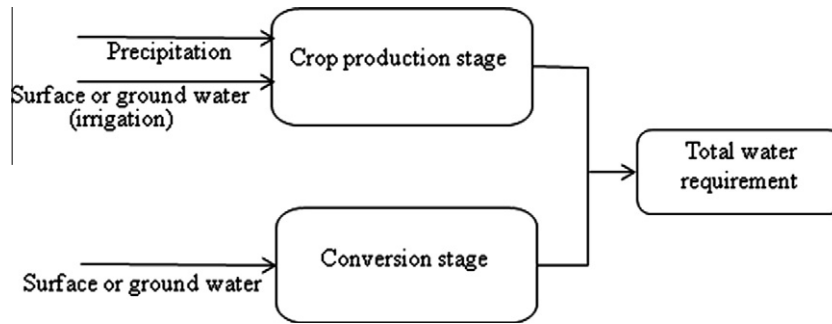 Precipitation
Surface or ground water
(irrigation)
Crop production stage
Total water
requirement
Surface or ground water
Conversion stage